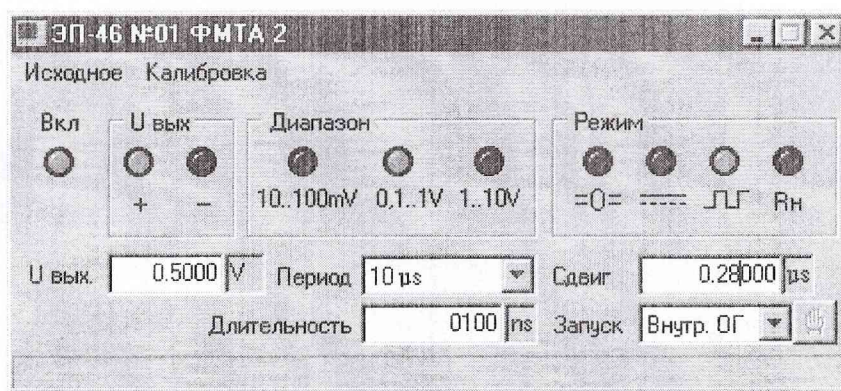 ЭП-46 №01 ФМТА 2
Исходное Калибровка
Вкл U вых Диапазон Режим
+ − 10..100mV 0,1..1V 1..10V =0= Rн
U вых. 0.5000 V Период 10 µs Сдвиг 0.28000 µs
Длительность 0100 ns Запуск Внутр. ОГ